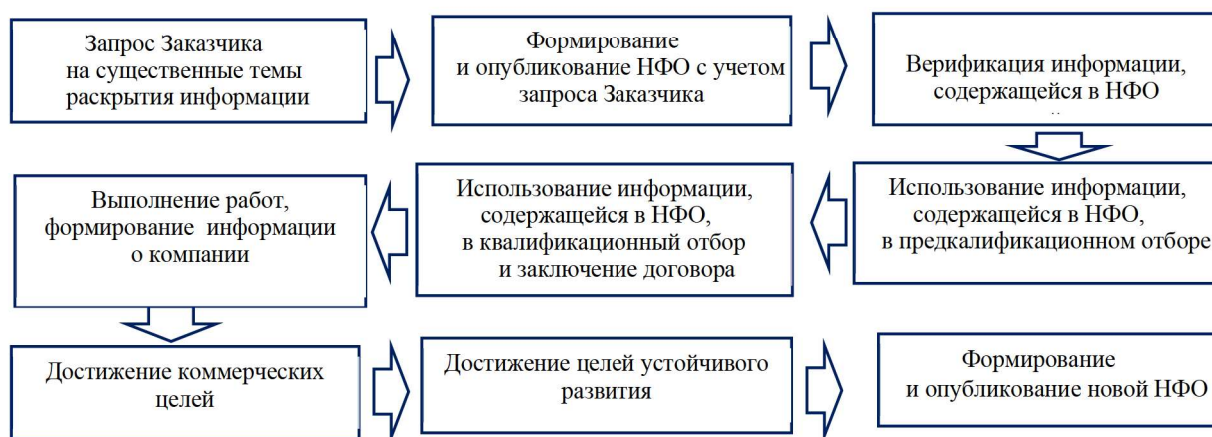 Запрос Заказчика
на существенные темы
раскрытия информации
Формирование
и опубликование НФО с учетом
запроса Заказчика
Верификация информации,
содержащейся в НФО
Использование информации,
содержащейся в НФО,
в предкалификационном отборе
Использование информации,
содержащейся в НФО,
в квалификационный отбор
и заключение договора
Выполнение работ,
формирование информации
о компании
Достижение коммерческих
целей
Достижение целей устойчивого
развития
Формирование
и опубликование новой НФО